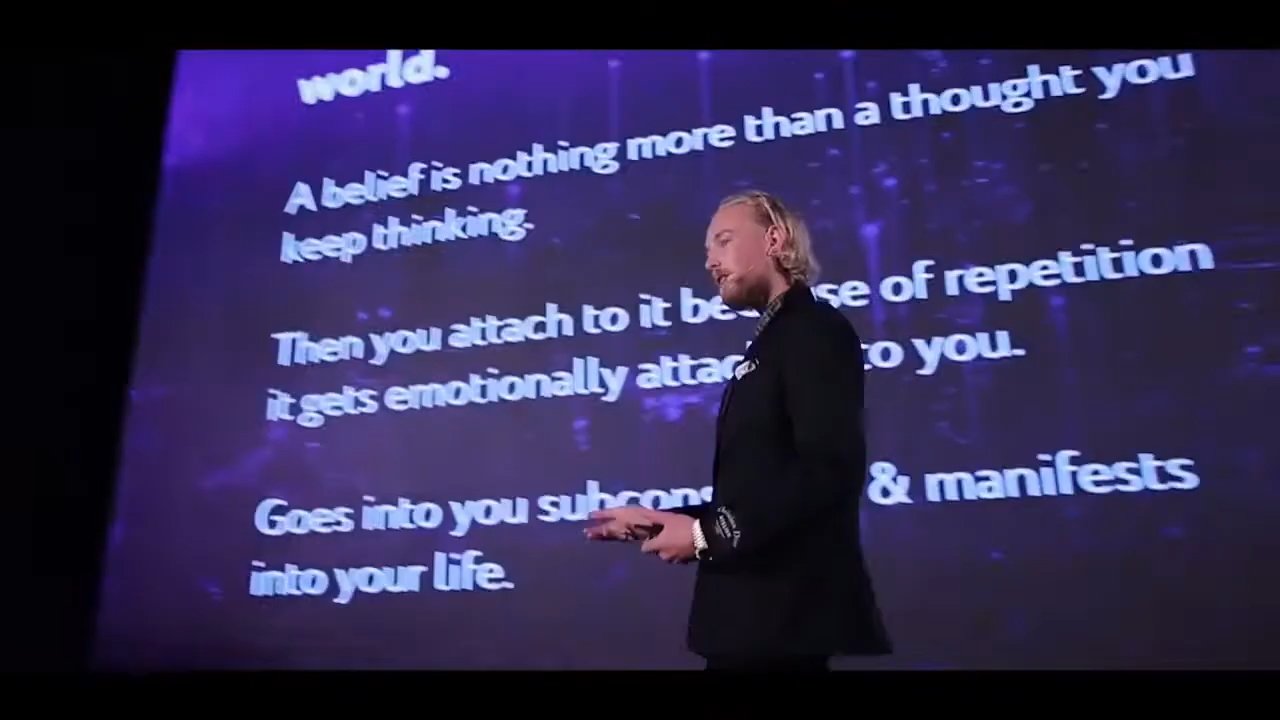 world.
A belief is nothing more than a thought you
keep thinking.
Then you attach to it of repetition
it gets emotionally to you.
Goes into you & manifests
into your life.